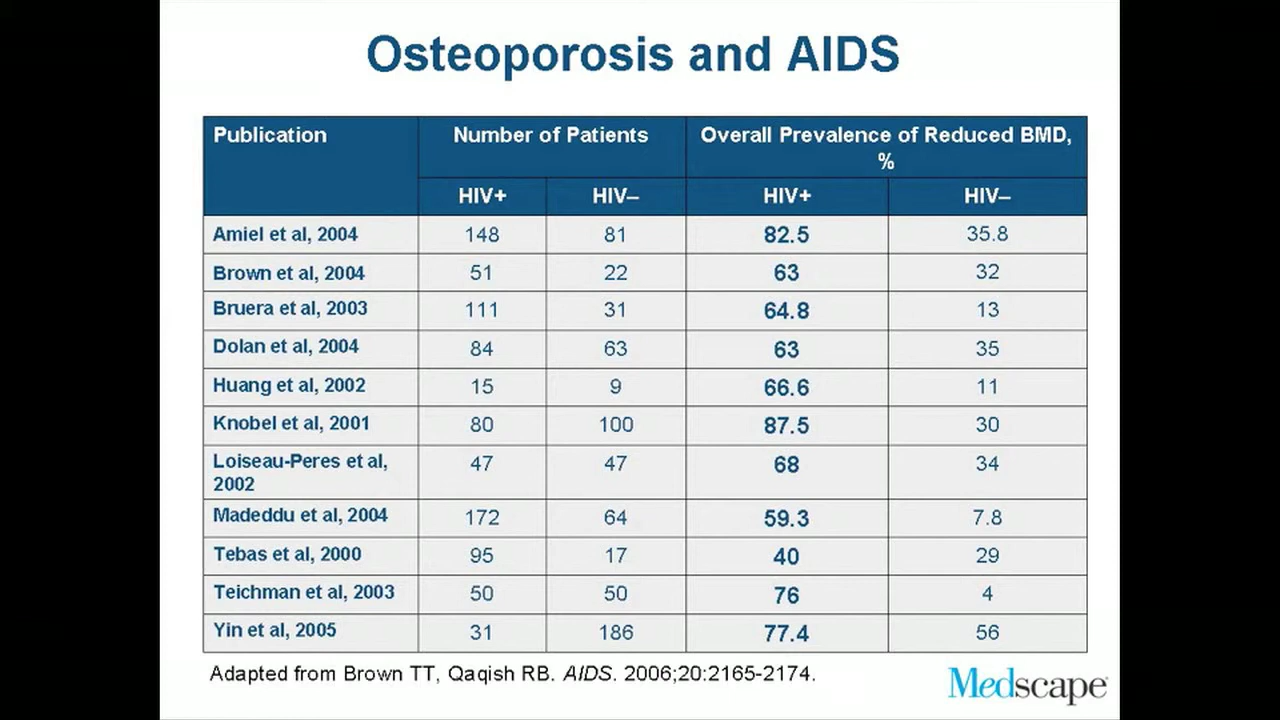 Osteoporosis and AIDS
Publication Number of Patients Overall Prevalence of Reduced BMD,
%
HIV+ HIV– HIV+ HIV–
Amiel et al, 2004 148 81 82.5 35.8
Brown et al, 2004 51 22 63 32
Bruera et al, 2003 111 31 64.8 13
Dolan et al, 2004 84 63 63 35
Huang et al, 2002 15 9 66.6 11
Knobel et al, 2001 80 100 87.5 30
Loiseau-Peres et al, 47 47 68 34
2002
Madeddu et al, 2004 172 64 59.3 7.8
Tebas et al, 2000 95 17 40 29
Teichman et al, 2003 50 50 76 4
Yin et al, 2005 31 186 77.4 56
Adapted from Brown TT, Qaqish RB. AIDS. 2006;20:2165-2174.
Medscape